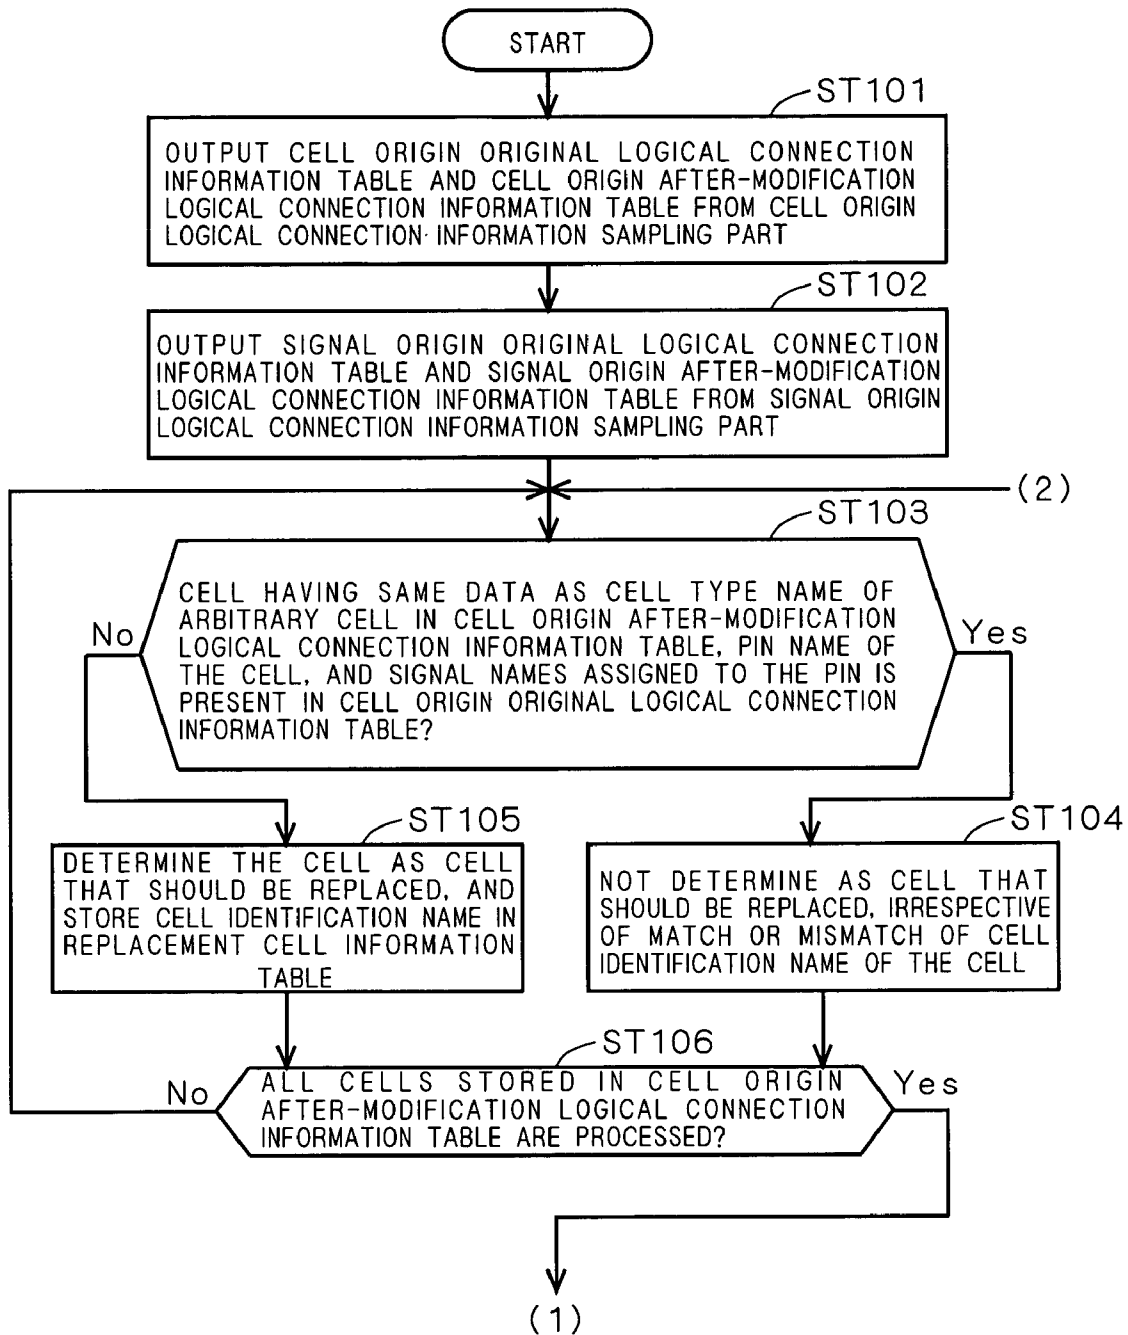 START
ST101
OUTPUT CELL ORIGIN ORIGINAL LOGICAL CONNECTION
INFORMATION TABLE AND CELL ORIGIN AFTER-MODIFICATION
LOGICAL CONNECTION INFORMATION TABLE FROM CELL ORIGIN
LOGICAL CONNECTION INFORMATION SAMPLING PART
ST102
OUTPUT SIGNAL ORIGIN ORIGINAL LOGICAL CONNECTION
INFORMATION TABLE AND SIGNAL ORIGIN AFTER-MODIFICATION
LOGICAL CONNECTION INFORMATION TABLE FROM SIGNAL ORIGIN
LOGICAL CONNECTION INFORMATION SAMPLING PART
(2)
ST103
CELL HAVING SAME DATA AS CELL TYPE NAME OF
ARBITRARY CELL IN CELL ORIGIN AFTER-MODIFICATION
LOGICAL CONNECTION INFORMATION TABLE, PIN NAME OF
THE CELL, AND SIGNAL NAMES ASSIGNED TO THE PIN IS
PRESENT IN CELL ORIGIN ORIGINAL LOGICAL CONNECTION
INFORMATION TABLE?
No
Yes
ST105
DETERMINE THE CELL AS CELL
THAT SHOULD BE REPLACED, AND
STORE CELL IDENTIFICATION NAME IN
REPLACEMENT CELL INFORMATION
TABLE
ST104
NOT DETERMINE AS CELL THAT
SHOULD BE REPLACED, IRRESPECTIVE
OF MATCH OR MISMATCH OF CELL
IDENTIFICATION NAME OF THE CELL
ST106
ALL CELLS STORED IN CELL ORIGIN
AFTER-MODIFICATION LOGICAL CONNECTION
INFORMATION TABLE ARE PROCESSED?
No
Yes
(1)